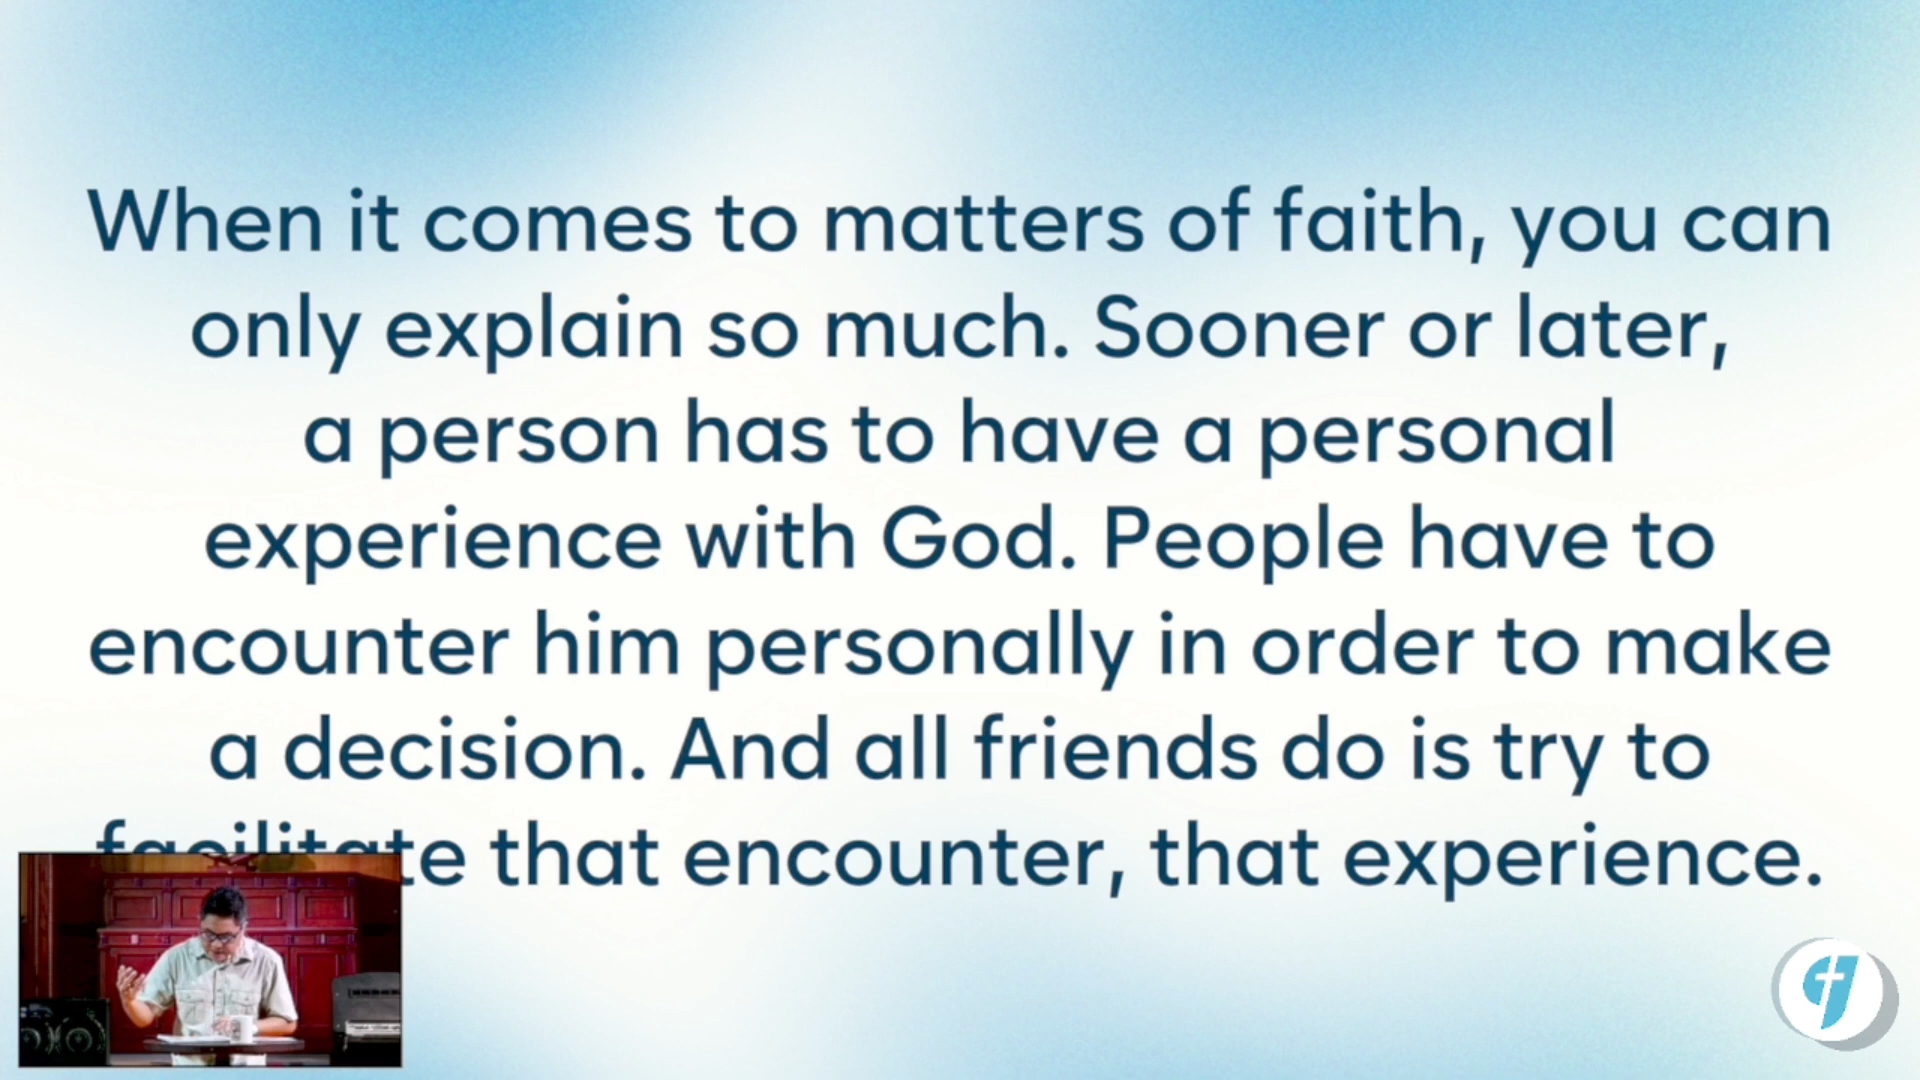 When it comes to matters of faith, you can
only explain so much. Sooner or later,
a person has to have a personal
experience with God. People have to
encounter him personally in order to make
a decision. And all friends do is try to
facilitate that encounter, that experience.